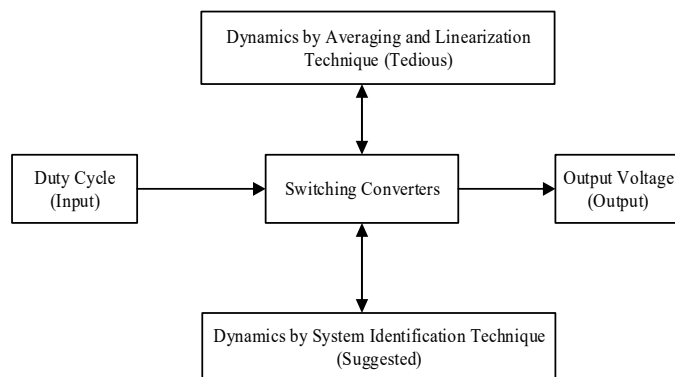 Dynamics by Averaging and Linearization
Technique (Tedious)
Duty Cycle
(Input)
Switching Converters
Output Voltage
(Output)
Dynamics by System Identification Technique
(Suggested)